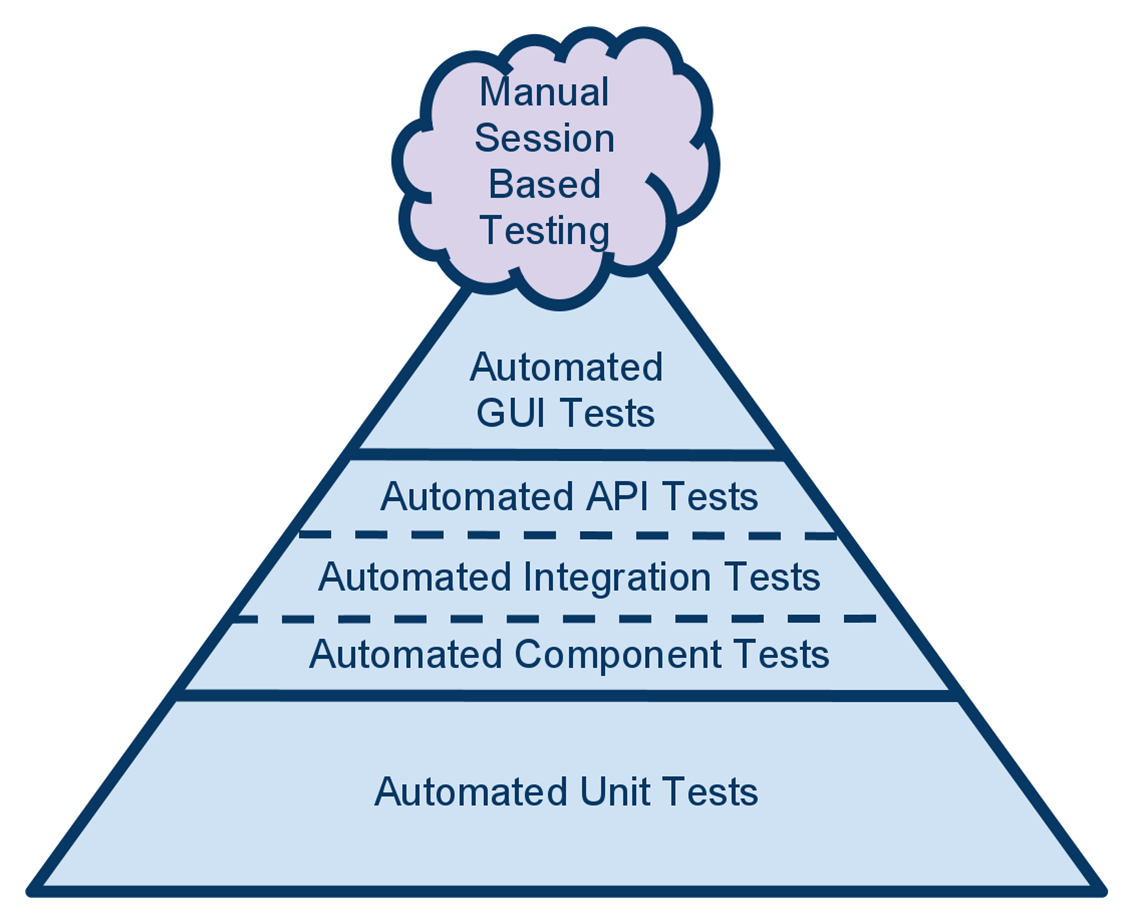 Manual
Session
Based
Testing
Automated
GUI Tests
Automated API Tests
Automated Integration Tests
Automated Component Tests
Automated Unit Tests